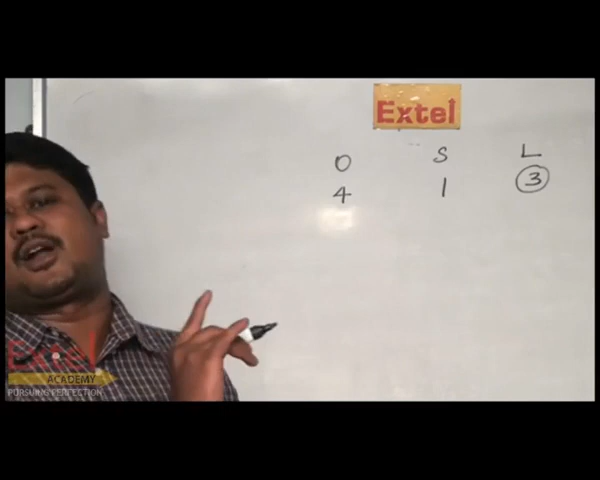 Extel
O S L
4 1 3
Extel
ACADEMY
PURSUING PERFECTION